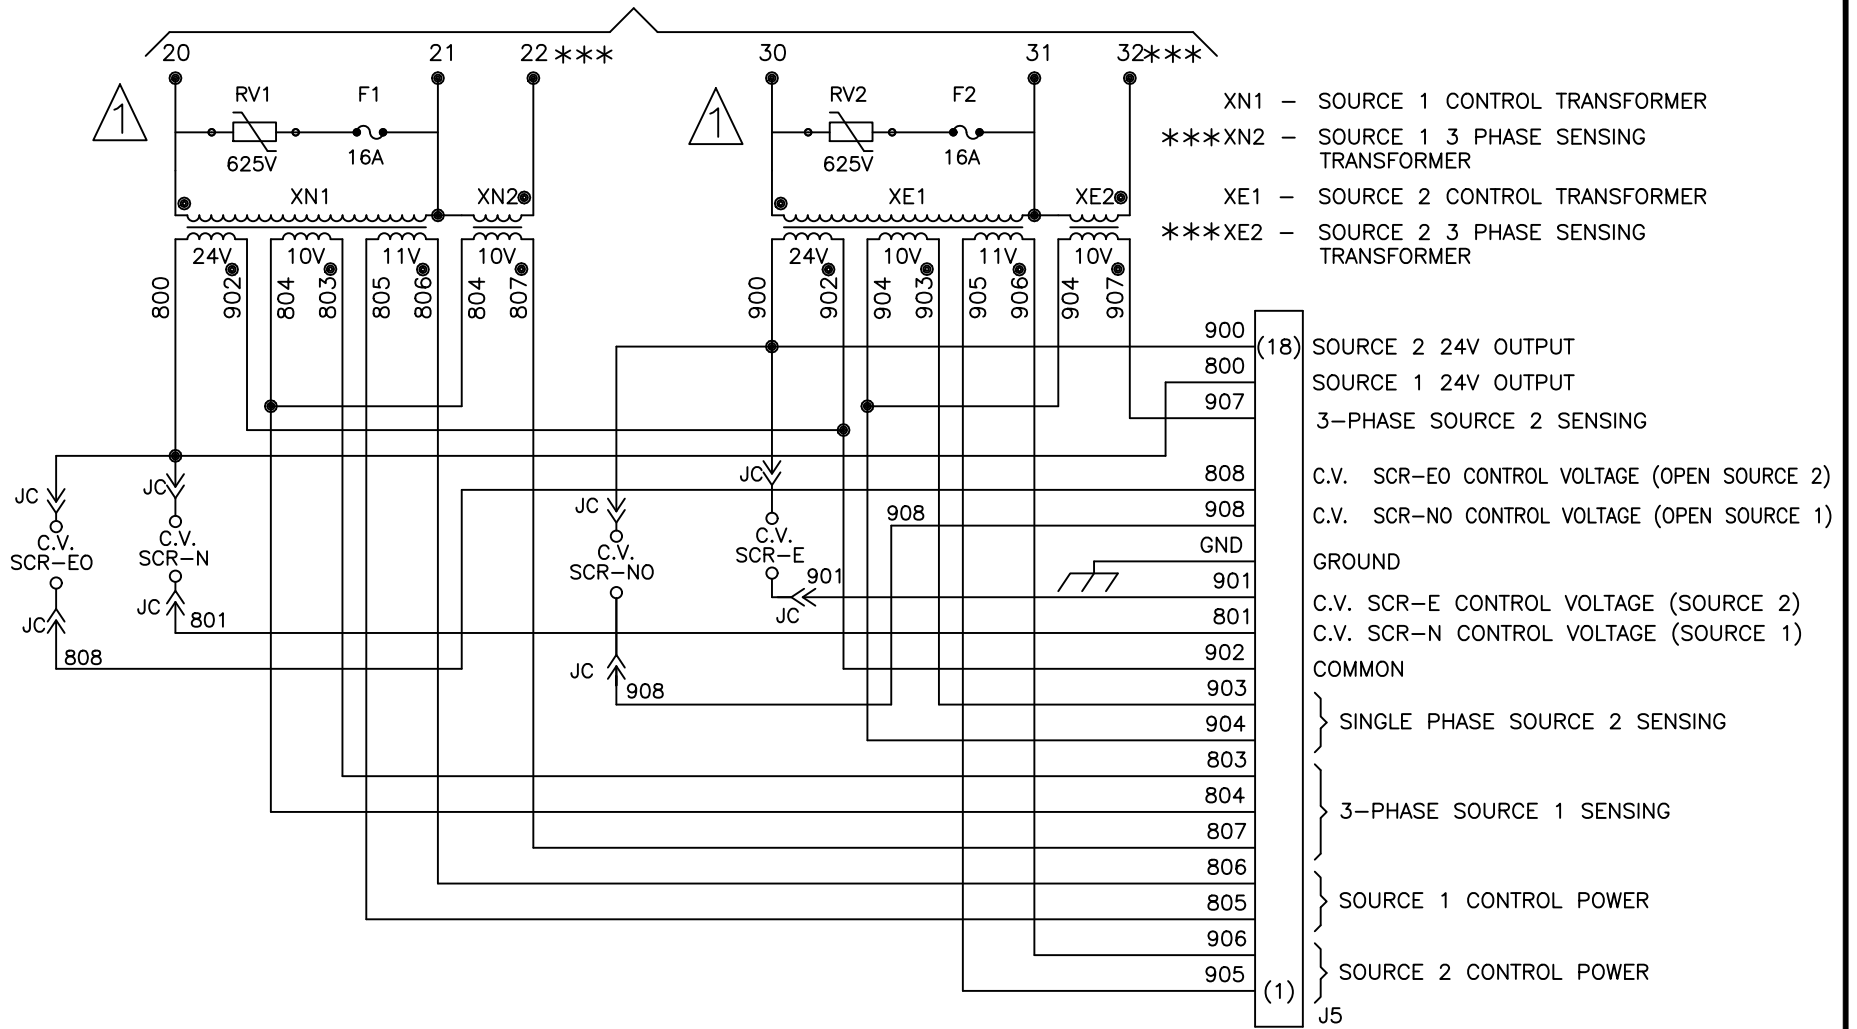 20 21 22 *** 30 31 32***
1 RV1 F1 1 RV2 F2
625V 16A 625V 16A
XN1 XN2 XE1 XE2
XN1 – SOURCE 1 CONTROL TRANSFORMER
***XN2 – SOURCE 1 3 PHASE SENSING
TRANSFORMER
XE1 – SOURCE 2 CONTROL TRANSFORMER
***XE2 – SOURCE 2 3 PHASE SENSING
TRANSFORMER
24V 10V 11V 10V 24V 10V 11V 10V
800 902 804 803 805 806 804 807 900 902 904 903 905 906 904 907
900 (18) SOURCE 2 24V OUTPUT
800 SOURCE 1 24V OUTPUT
907 3–PHASE SOURCE 2 SENSING
808 C.V. SCR–EO CONTROL VOLTAGE (OPEN SOURCE 2)
908 908 C.V. SCR–NO CONTROL VOLTAGE (OPEN SOURCE 1)
GND GROUND
901 C.V. SCR–E CONTROL VOLTAGE (SOURCE 2)
801 C.V. SCR–N CONTROL VOLTAGE (SOURCE 1)
902 COMMON
903
904 SINGLE PHASE SOURCE 2 SENSING
803
804 3–PHASE SOURCE 1 SENSING
807
806
805 SOURCE 1 CONTROL POWER
906
905 SOURCE 2 CONTROL POWER
(1)
J5
JC
C.V.
SCR–EO
JC
808
JC
C.V.
SCR–N
JC
801
JC
C.V.
SCR–NO
JC
908
JC
C.V.
SCR–E
901
JC